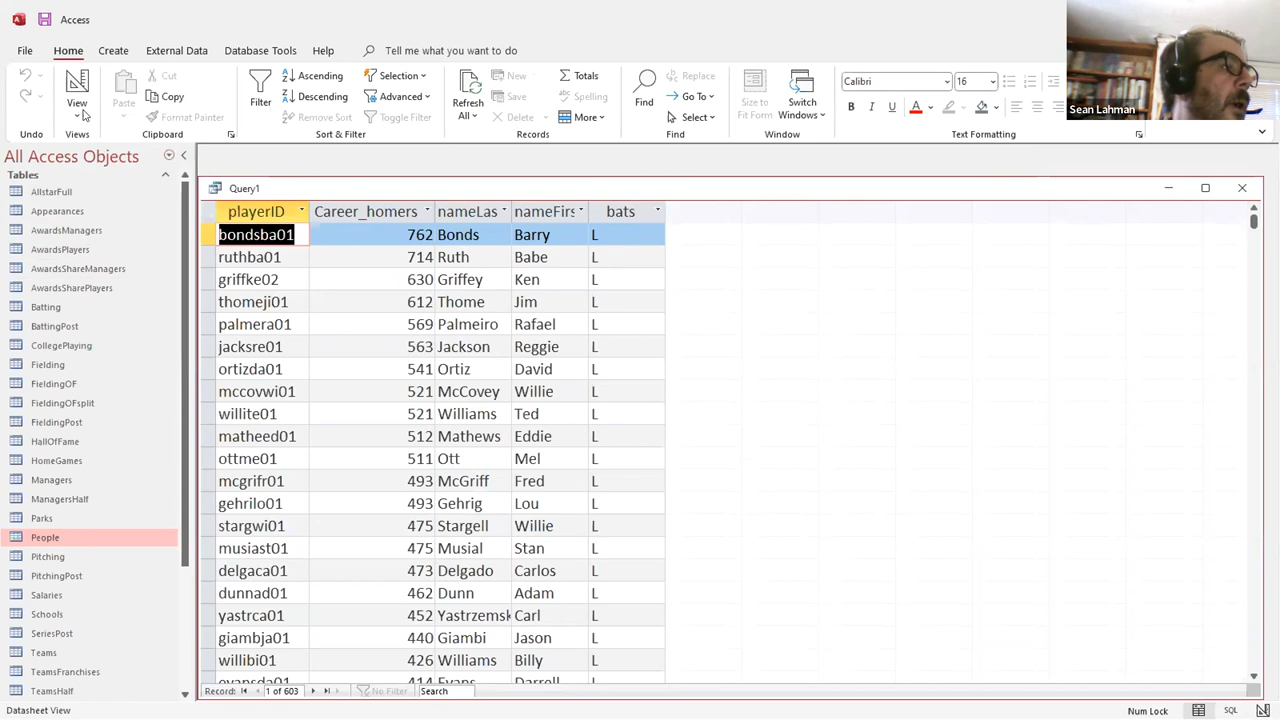 Access
File Home Create External Data Database Tools Help Tell me what you want to do
View Paste Cut Copy Format Painter Filter Ascending Descending Remove Sort Selection Advanced Toggle Filter Refresh All New Save Delete Totals Spelling More Find Replace Go To Select Size to Fit Form Switch Windows Calibri 16 B I U A
Undo Views Clipboard Sort & Filter Records Find Window Text Formatting
Sean Lahman
All Access Objects
Tables
AllstarFull
Appearances
AwardsManagers
AwardsPlayers
AwardsShareManagers
AwardsSharePlayers
Batting
BattingPost
CollegePlaying
Fielding
FieldingOF
FieldingOFsplit
FieldingPost
HallOfFame
HomeGames
Managers
ManagersHalf
Parks
People
Pitching
PitchingPost
Salaries
Schools
SeriesPost
Teams
TeamsFranchises
TeamsHalf
Query1
playerID Career_homers nameLas nameFirs bats
bondsba01 762 Bonds Barry L
ruthba01 714 Ruth Babe L
griffke02 630 Griffey Ken L
thomeji01 612 Thome Jim L
palmera01 569 Palmeiro Rafael L
jacksre01 563 Jackson Reggie L
ortizda01 541 Ortiz David L
mccovwi01 521 McCovey Willie L
willite01 521 Williams Ted L
matheed01 512 Mathews Eddie L
ottme01 511 Ott Mel L
mcgrifr01 493 McGriff Fred L
gehrilo01 493 Gehrig Lou L
stargwi01 475 Stargell Willie L
musiast01 475 Musial Stan L
delgaca01 473 Delgado Carlos L
dunnad01 462 Dunn Adam L
yastrca01 452 Yastrzemsk Carl L
giambja01 440 Giambi Jason L
willibi01 426 Williams Billy L
evansda01 414 Evans Darrell L
Record: 1 of 603 No Filter Search
Datasheet View
Num Lock SQL